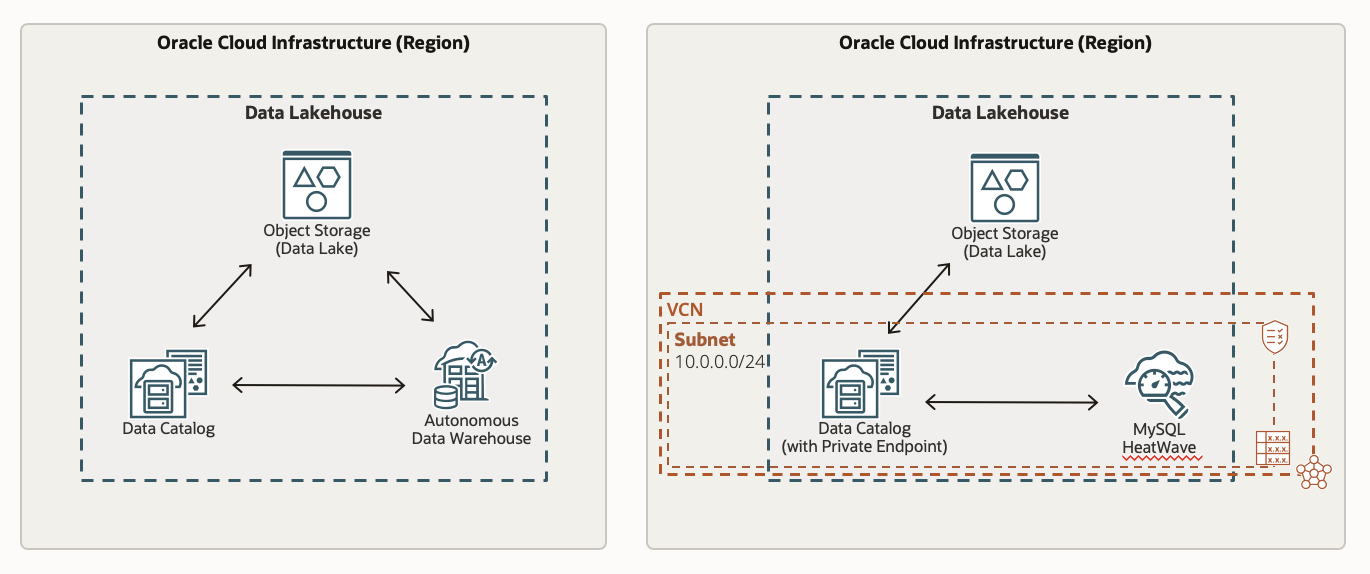 Oracle Cloud Infrastructure (Region)
Data Lakehouse
Object Storage
(Data Lake)
Data Catalog
A
Autonomous
Data Warehouse
Oracle Cloud Infrastructure (Region)
Data Lakehouse
Object Storage
(Data Lake)
VCN
Subnet
10.0.0.0/24
Data Catalog
(with Private Endpoint)
MySQL
HeatWave
x.x.x.
x.x.x.
x.x.x.